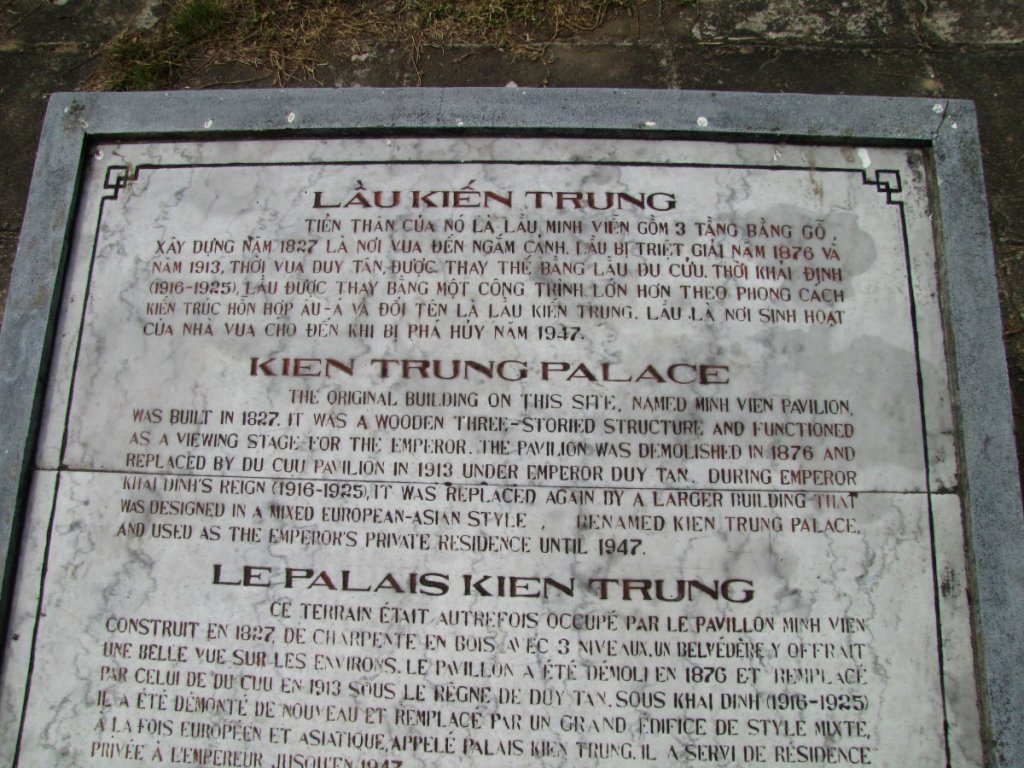 LẦU KIẾN TRUNG
TIỀN THÂN CỦA NÓ LÀ LẦU MINH VIỄN GỒM 3 TẦNG BẰNG GỖ,
XÂY DỰNG NĂM 1827 LÀ NƠI VUA ĐẾN NGẮM CẢNH. LẦU BỊ TRIỆT GIẢI NĂM 1876 VÀ
NĂM 1913, THỜI VUA DUY TÂN, ĐƯỢC THAY THẾ BẰNG LẦU DU CỬU. THỜI KHẢI ĐỊNH
(1916-1925), LẦU ĐƯỢC THAY BẰNG MỘT CÔNG TRÌNH LỚN HƠN THEO PHONG CÁCH
KIẾN TRÚC HỖN HỢP ÂU-Á VÀ ĐỔI TÊN LÀ LẦU KIẾN TRUNG. LẦU LÀ NƠI SINH HOẠT
CỦA NHÀ VUA CHO ĐẾN KHI BỊ PHÁ HỦY NĂM 1947.
KIEN TRUNG PALACE
THE ORIGINAL BUILDING ON THIS SITE, NAMED MINH VIEN PAVILION,
WAS BUILT IN 1827. IT WAS A WOODEN THREE-STORIED STRUCTURE AND FUNCTIONED
AS A VIEWING STAGE FOR THE EMPEROR. THE PAVILION WAS DEMOLISHED IN 1876 AND
REPLACED BY DU CUU PAVILION IN 1913 UNDER EMPEROR DUY TAN. DURING EMPEROR
KHAI DINH'S REIGN (1916-1925), IT WAS REPLACED AGAIN BY A LARGER BUILDING THAT
WAS DESIGNED IN A MIXED EUROPEAN-ASIAN STYLE, RENAMED KIEN TRUNG PALACE,
AND USED AS THE EMPEROR'S PRIVATE RESIDENCE UNTIL 1947.
LE PALAIS KIEN TRUNG
CE TERRAIN ÉTAIT AUTREFOIS OCCUPÉ PAR LE PAVILLON MINH VIEN
CONSTRUIT EN 1827, DE CHARPENTE EN BOIS, AVEC 3 NIVEAUX. UN BELVÉDÈRE Y OFFRAIT
UNE BELLE VUE SUR LES ENVIRONS. LE PAVILLON A ÉTÉ DÉMOLI EN 1876 ET REMPLACÉ
PAR CELUI DE DU CUU EN 1913 SOUS LE RÈGNE DE DUY TAN. SOUS KHAI DINH (1916-1925)
IL A ÉTÉ DÉMONTÉ DE NOUVEAU ET REMPLACÉ PAR UN GRAND ÉDIFICE DE STYLE MIXTE,
À LA FOIS EUROPÉEN ET ASIATIQUE, APPELÉ PALAIS KIEN TRUNG. IL A SERVI DE RÉSIDENCE
PRIVÉE À L'EMPEREUR JUSQU'EN 1947.